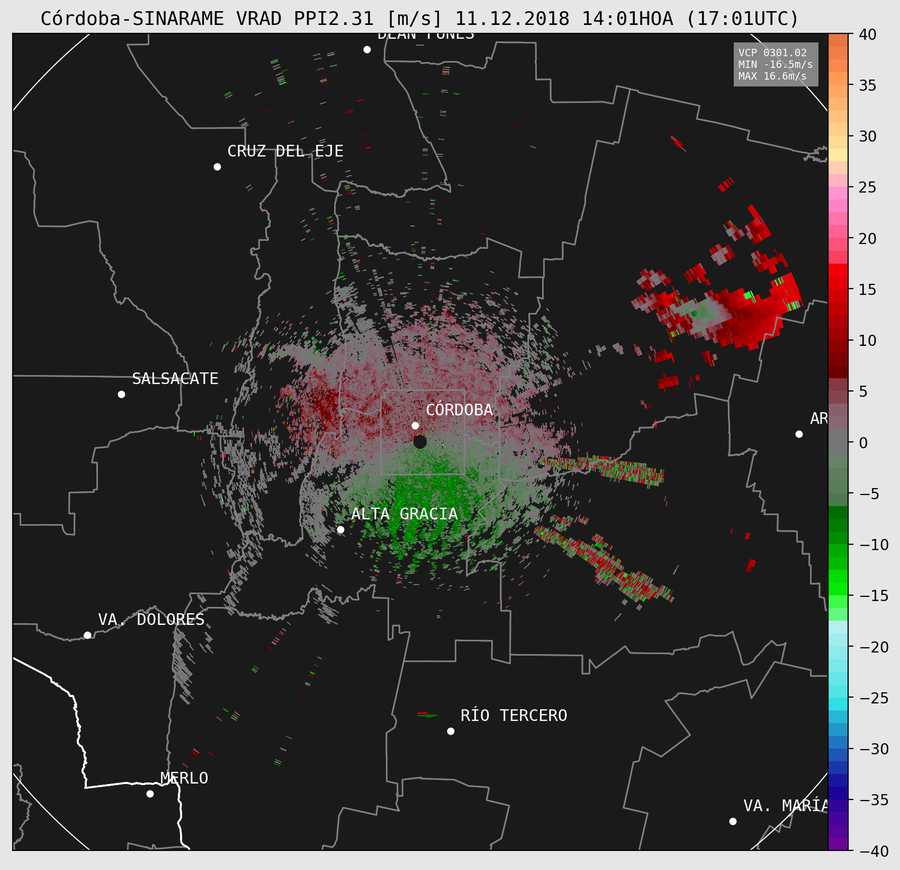 Córdoba-SINARAME VRAD PPI2.31 [m/s] 11.12.2018 14:01HOA (17:01UTC)
DEAN FUNES
VCP 0301.02
MIN -16.5m/s
MAX 16.6m/s
CRUZ DEL EJE
SALSACATE
CÓRDOBA
AR
ALTA GRACIA
VA. DOLORES
RÍO TERCERO
MERLO
VA. MARÍA
40
35
30
25
20
15
10
5
0
−5
−10
−15
−20
−25
−30
−35
−40